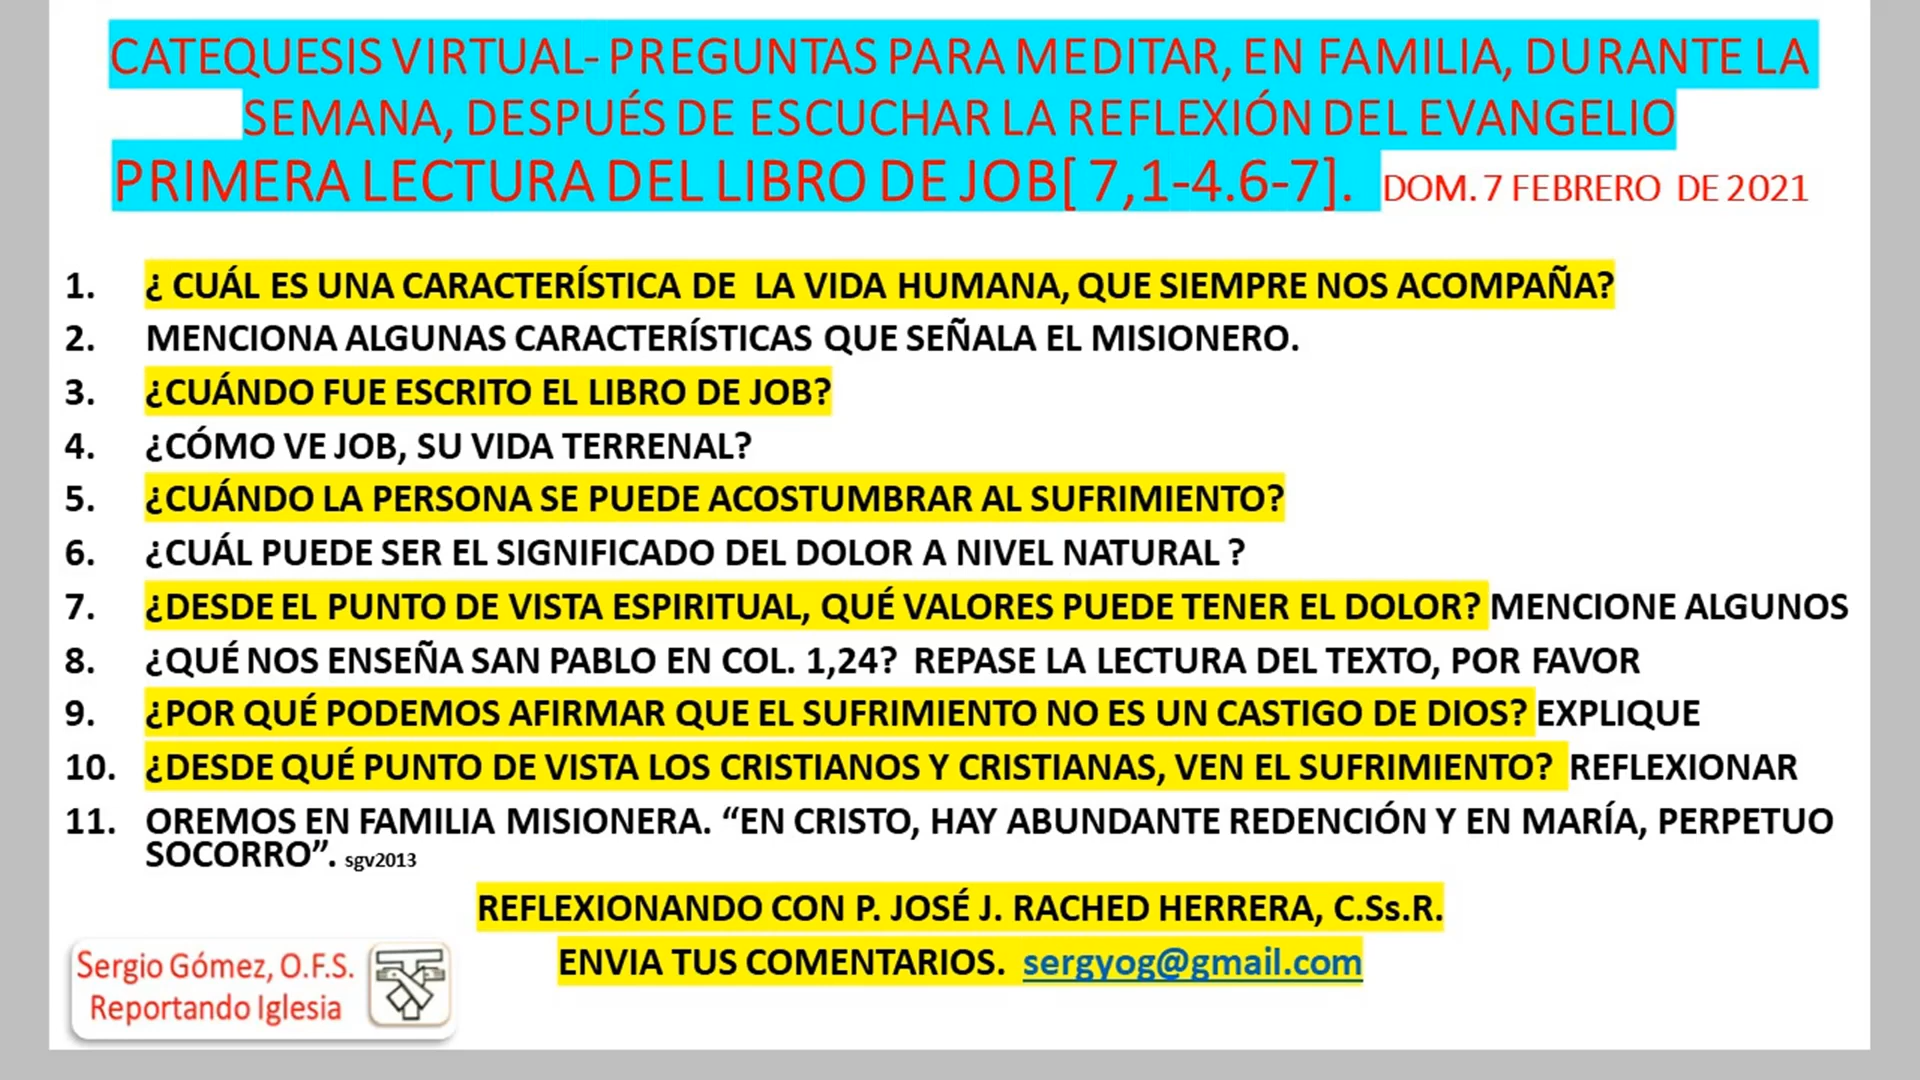 CATEQUESIS VIRTUAL- PREGUNTAS PARA MEDITAR, EN FAMILIA, DURANTE LA
SEMANA, DESPUÉS DE ESCUCHAR LA REFLEXIÓN DEL EVANGELIO
PRIMERA LECTURA DEL LIBRO DE JOB[ 7,1-4.6-7]. DOM. 7 FEBRERO DE 2021
1. ¿ CUÁL ES UNA CARACTERÍSTICA DE LA VIDA HUMANA, QUE SIEMPRE NOS ACOMPAÑA?
2. MENCIONA ALGUNAS CARACTERÍSTICAS QUE SEÑALA EL MISIONERO.
3. ¿CUÁNDO FUE ESCRITO EL LIBRO DE JOB?
4. ¿CÓMO VE JOB, SU VIDA TERRENAL?
5. ¿CUÁNDO LA PERSONA SE PUEDE ACOSTUMBRAR AL SUFRIMIENTO?
6. ¿CUÁL PUEDE SER EL SIGNIFICADO DEL DOLOR A NIVEL NATURAL ?
7. ¿DESDE EL PUNTO DE VISTA ESPIRITUAL, QUÉ VALORES PUEDE TENER EL DOLOR? MENCIONE ALGUNOS
8. ¿QUÉ NOS ENSEÑA SAN PABLO EN COL. 1,24? REPASE LA LECTURA DEL TEXTO, POR FAVOR
9. ¿POR QUÉ PODEMOS AFIRMAR QUE EL SUFRIMIENTO NO ES UN CASTIGO DE DIOS? EXPLIQUE
10. ¿DESDE QUÉ PUNTO DE VISTA LOS CRISTIANOS Y CRISTIANAS, VEN EL SUFRIMIENTO? REFLEXIONAR
11. OREMOS EN FAMILIA MISIONERA. “EN CRISTO, HAY ABUNDANTE REDENCIÓN Y EN MARÍA, PERPETUO
SOCORRO”. sgv2013
REFLEXIONANDO CON P. JOSÉ J. RACHED HERRERA, C.Ss.R.
ENVIA TUS COMENTARIOS. sergyog@gmail.com
Sergio Gómez, O.F.S.
Reportando Iglesia